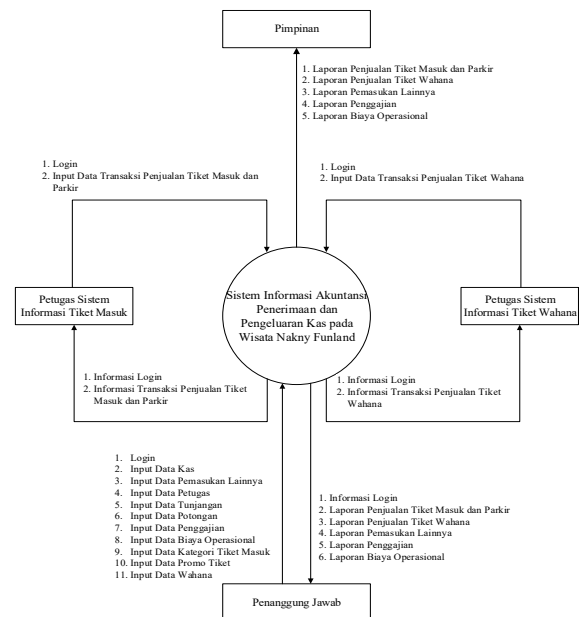 Pimpinan
1. Laporan Penjualan Tiket Masuk dan Parkir
2. Laporan Penjualan Tiket Wahana
3. Laporan Pemasukan Lainnya
4. Laporan Penggajian
5. Laporan Biaya Operasional
1. Login
2. Input Data Transaksi Penjualan Tiket Masuk dan
Parkir
1. Login
2. Input Data Transaksi Penjualan Tiket Wahana
Petugas Sistem
Informasi Tiket Masuk
Sistem Informasi Akuntansi
Penerimaan dan
Pengeluaran Kas pada
Wisata Nakny Funland
Petugas Sistem
Informasi Tiket Wahana
1. Informasi Login
2. Informasi Transaksi Penjualan Tiket
Masuk dan Parkir
1. Informasi Login
2. Informasi Transaksi Penjualan Tiket
Wahana
1. Login
2. Input Data Kas
3. Input Data Pemasukan Lainnya
4. Input Data Petugas
5. Input Data Tunjangan
6. Input Data Potongan
7. Input Data Penggajian
8. Input Data Biaya Operasional
9. Input Data Kategori Tiket Masuk
10. Input Data Promo Tiket
11. Input Data Wahana
1. Informasi Login
2. Laporan Penjualan Tiket Masuk dan Parkir
3. Laporan Penjualan Tiket Wahana
4. Laporan Pemasukan Lainnya
5. Laporan Penggajian
6. Laporan Biaya Operasional
Penanggung Jawab